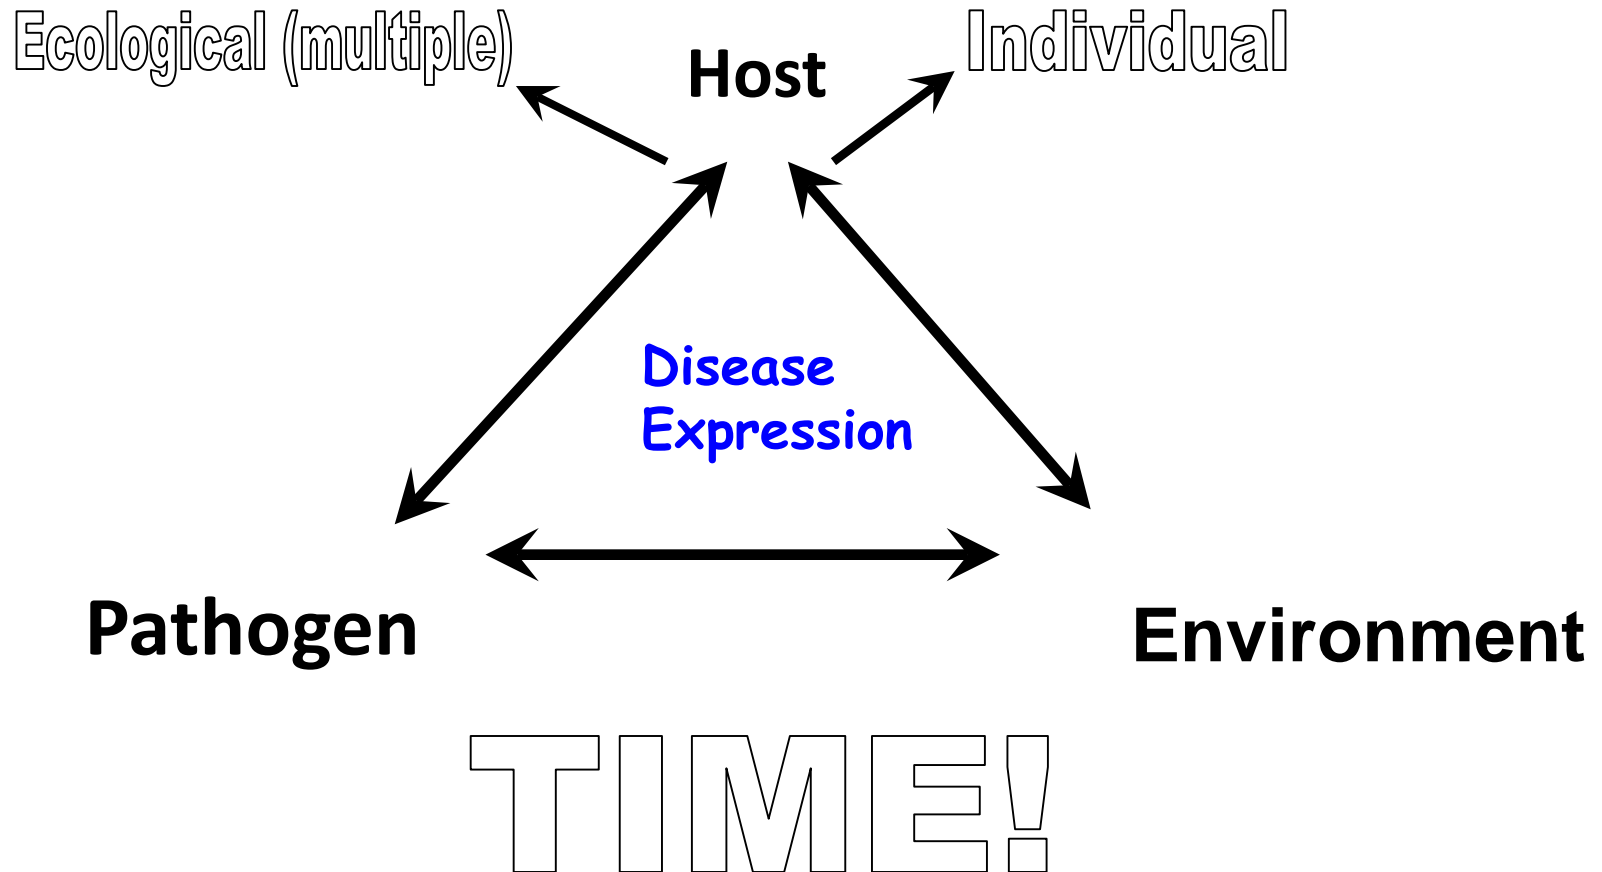 Ecological (multiple)
Host
Individual
Disease
Expression
Pathogen
Environment
TIME!